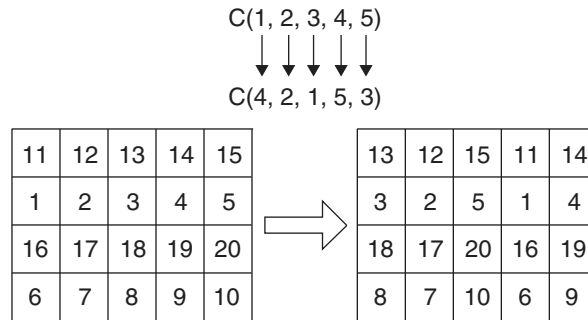 C(1, 2, 3, 4, 5)
C(4, 2, 1, 5, 3)
11 12 13 14 15
1 2 3 4 5
16 17 18 19 20
6 7 8 9 10
13 12 15 11 14
3 2 5 1 4
18 17 20 16 19
8 7 10 6 9